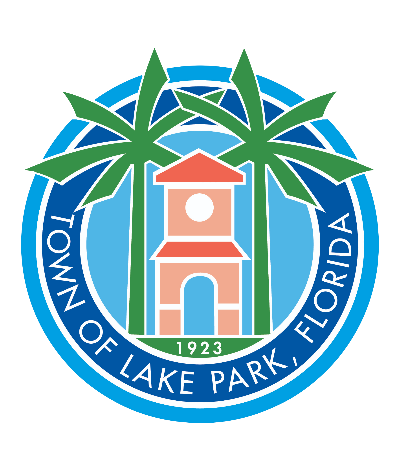 1923
TOWN OF LAKE PARK, FLORIDA